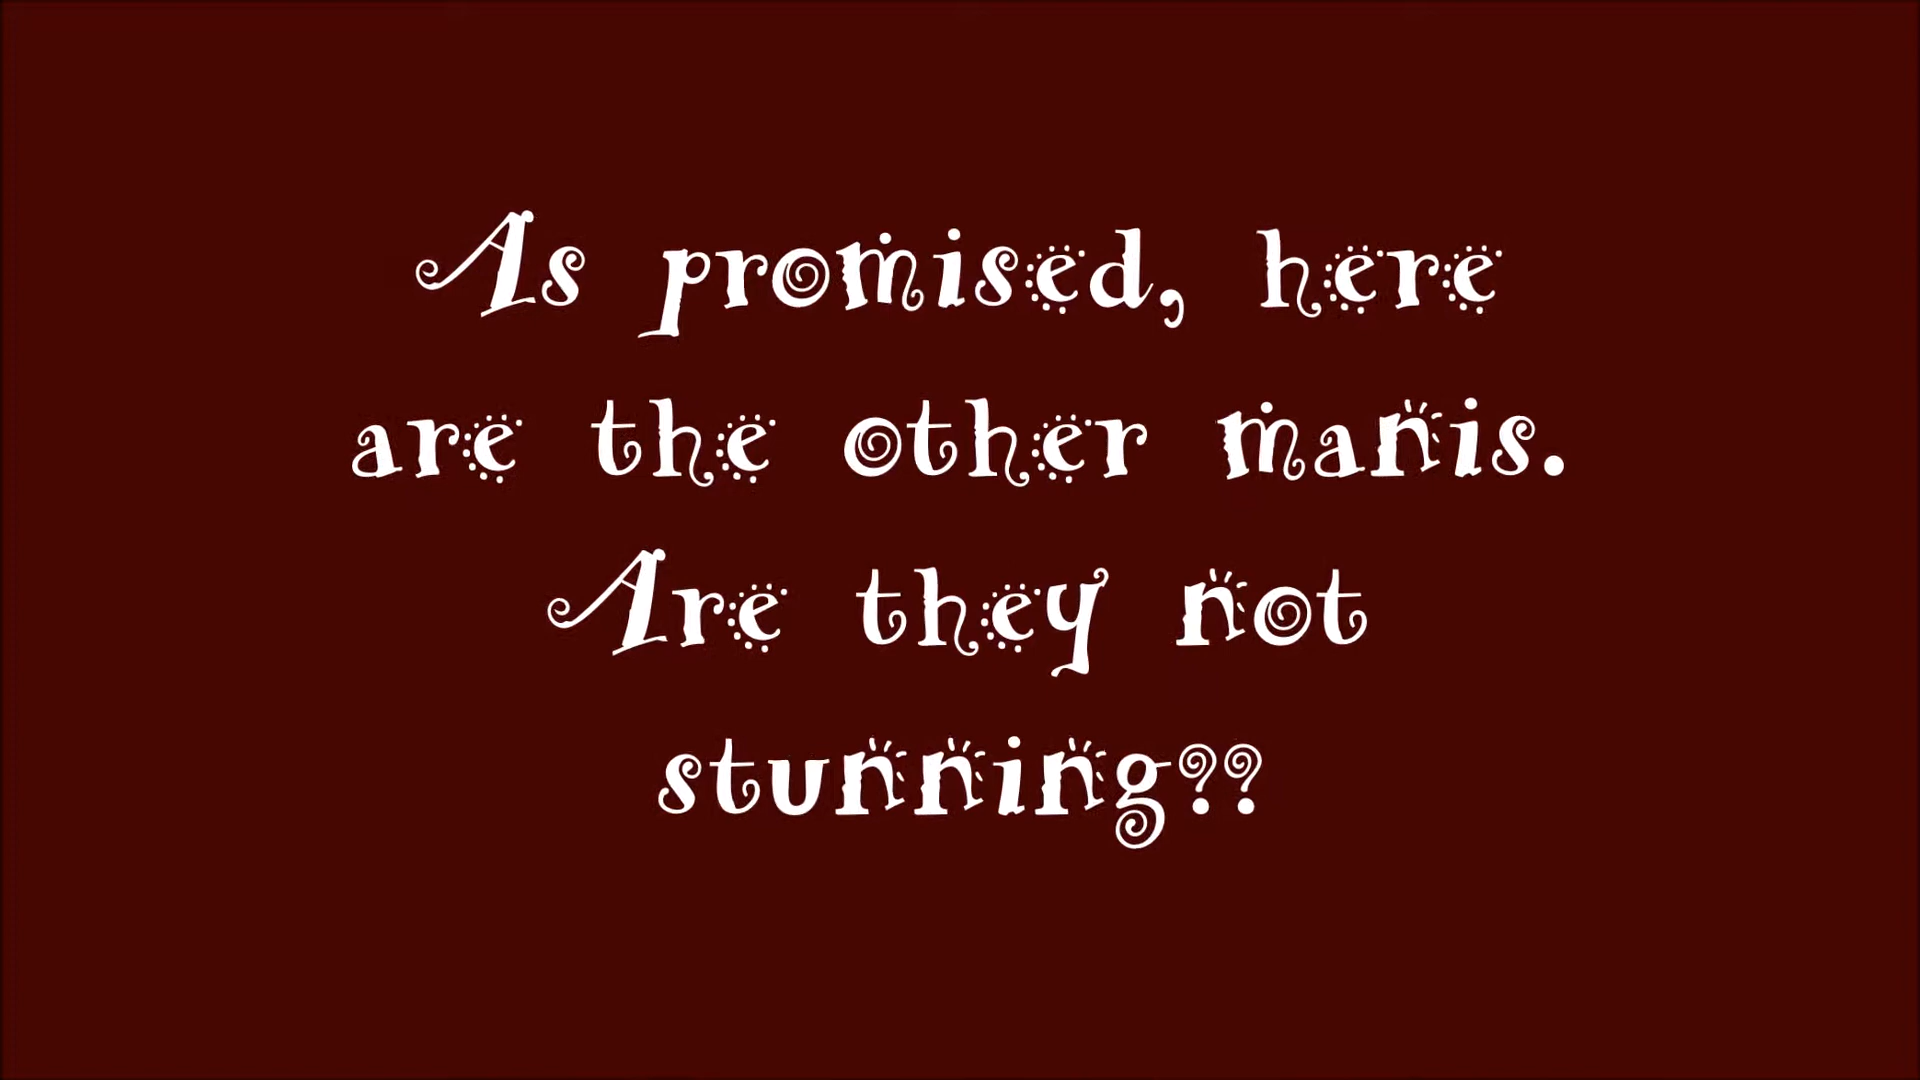 As promised, here
are the other manis.
Are they not
stunning??